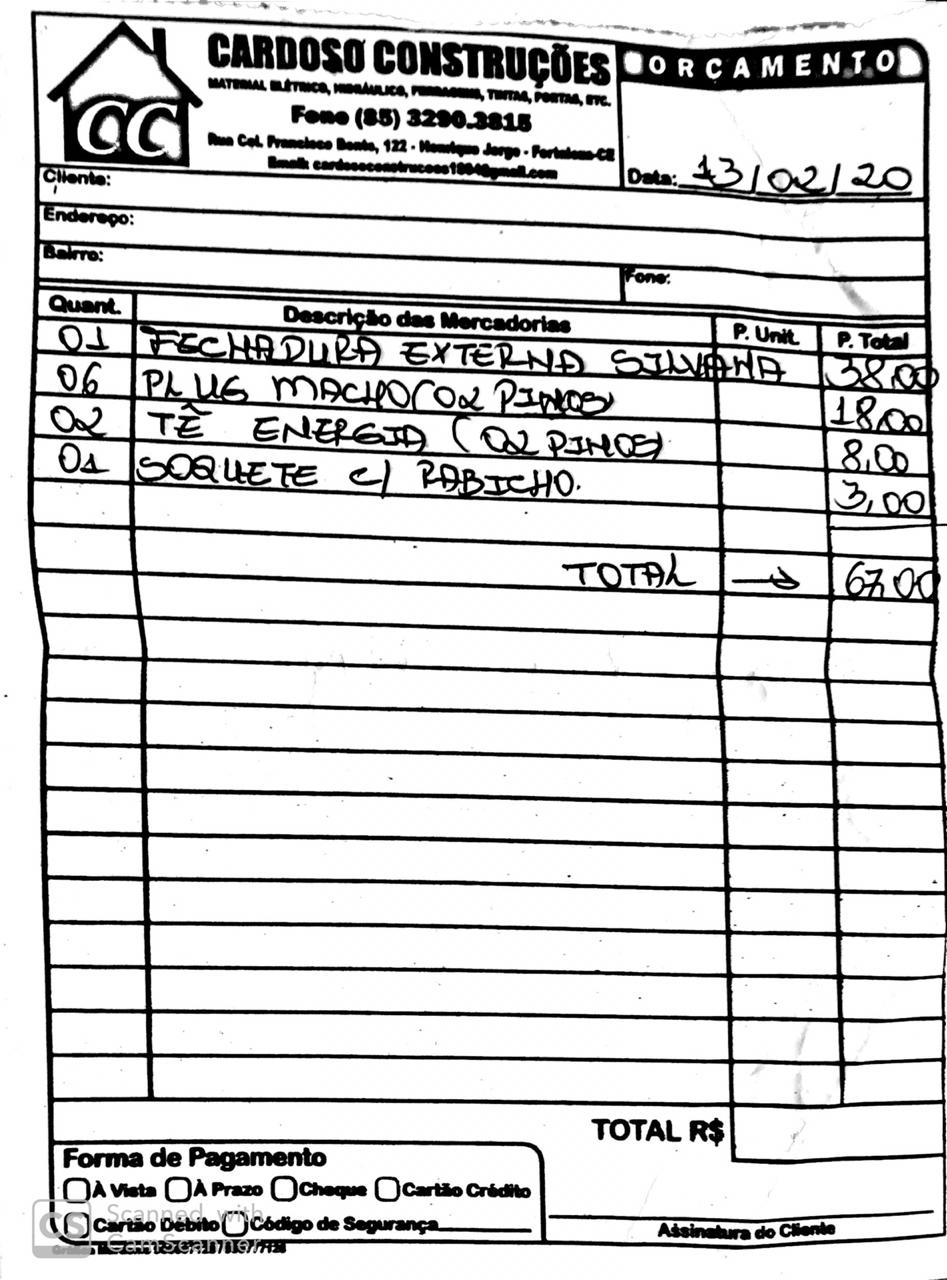 CARDOSO CONSTRUÇÕES
MATERIAL ELÉTRICO, HIDRÁULICO, FERRAGENS, TINTAS, PORTAS, ETC.
Fone (85) 3290.3815
Rua Cel. Francisco Bento, 122 - Henrique Jorge - Fortaleza-CE
Email: cardosoconstrucoes1994@gmail.com
CC
ORÇAMENTO
Data: 13/02/20
Cliente:
Endereço:
Bairro:
Fone:
Quant. Descrição das Mercadorias P. Unit. P. Total
01 FECHADURA EXTERNA SILVANA 38,00
06 PLUG MACHO (02 PINOS) 18,00
02 TÊ ENERGIA (02 PINOS) 8,00
01 SOQUETE c/ RABICHO. 3,00
TOTAL → 67,00
TOTAL R$
Forma de Pagamento
À Vista À Prazo Cheque Cartão Crédito
Cartão Débito Código de Segurança
Assinatura do Cliente
CS Scanned with
CamScanner